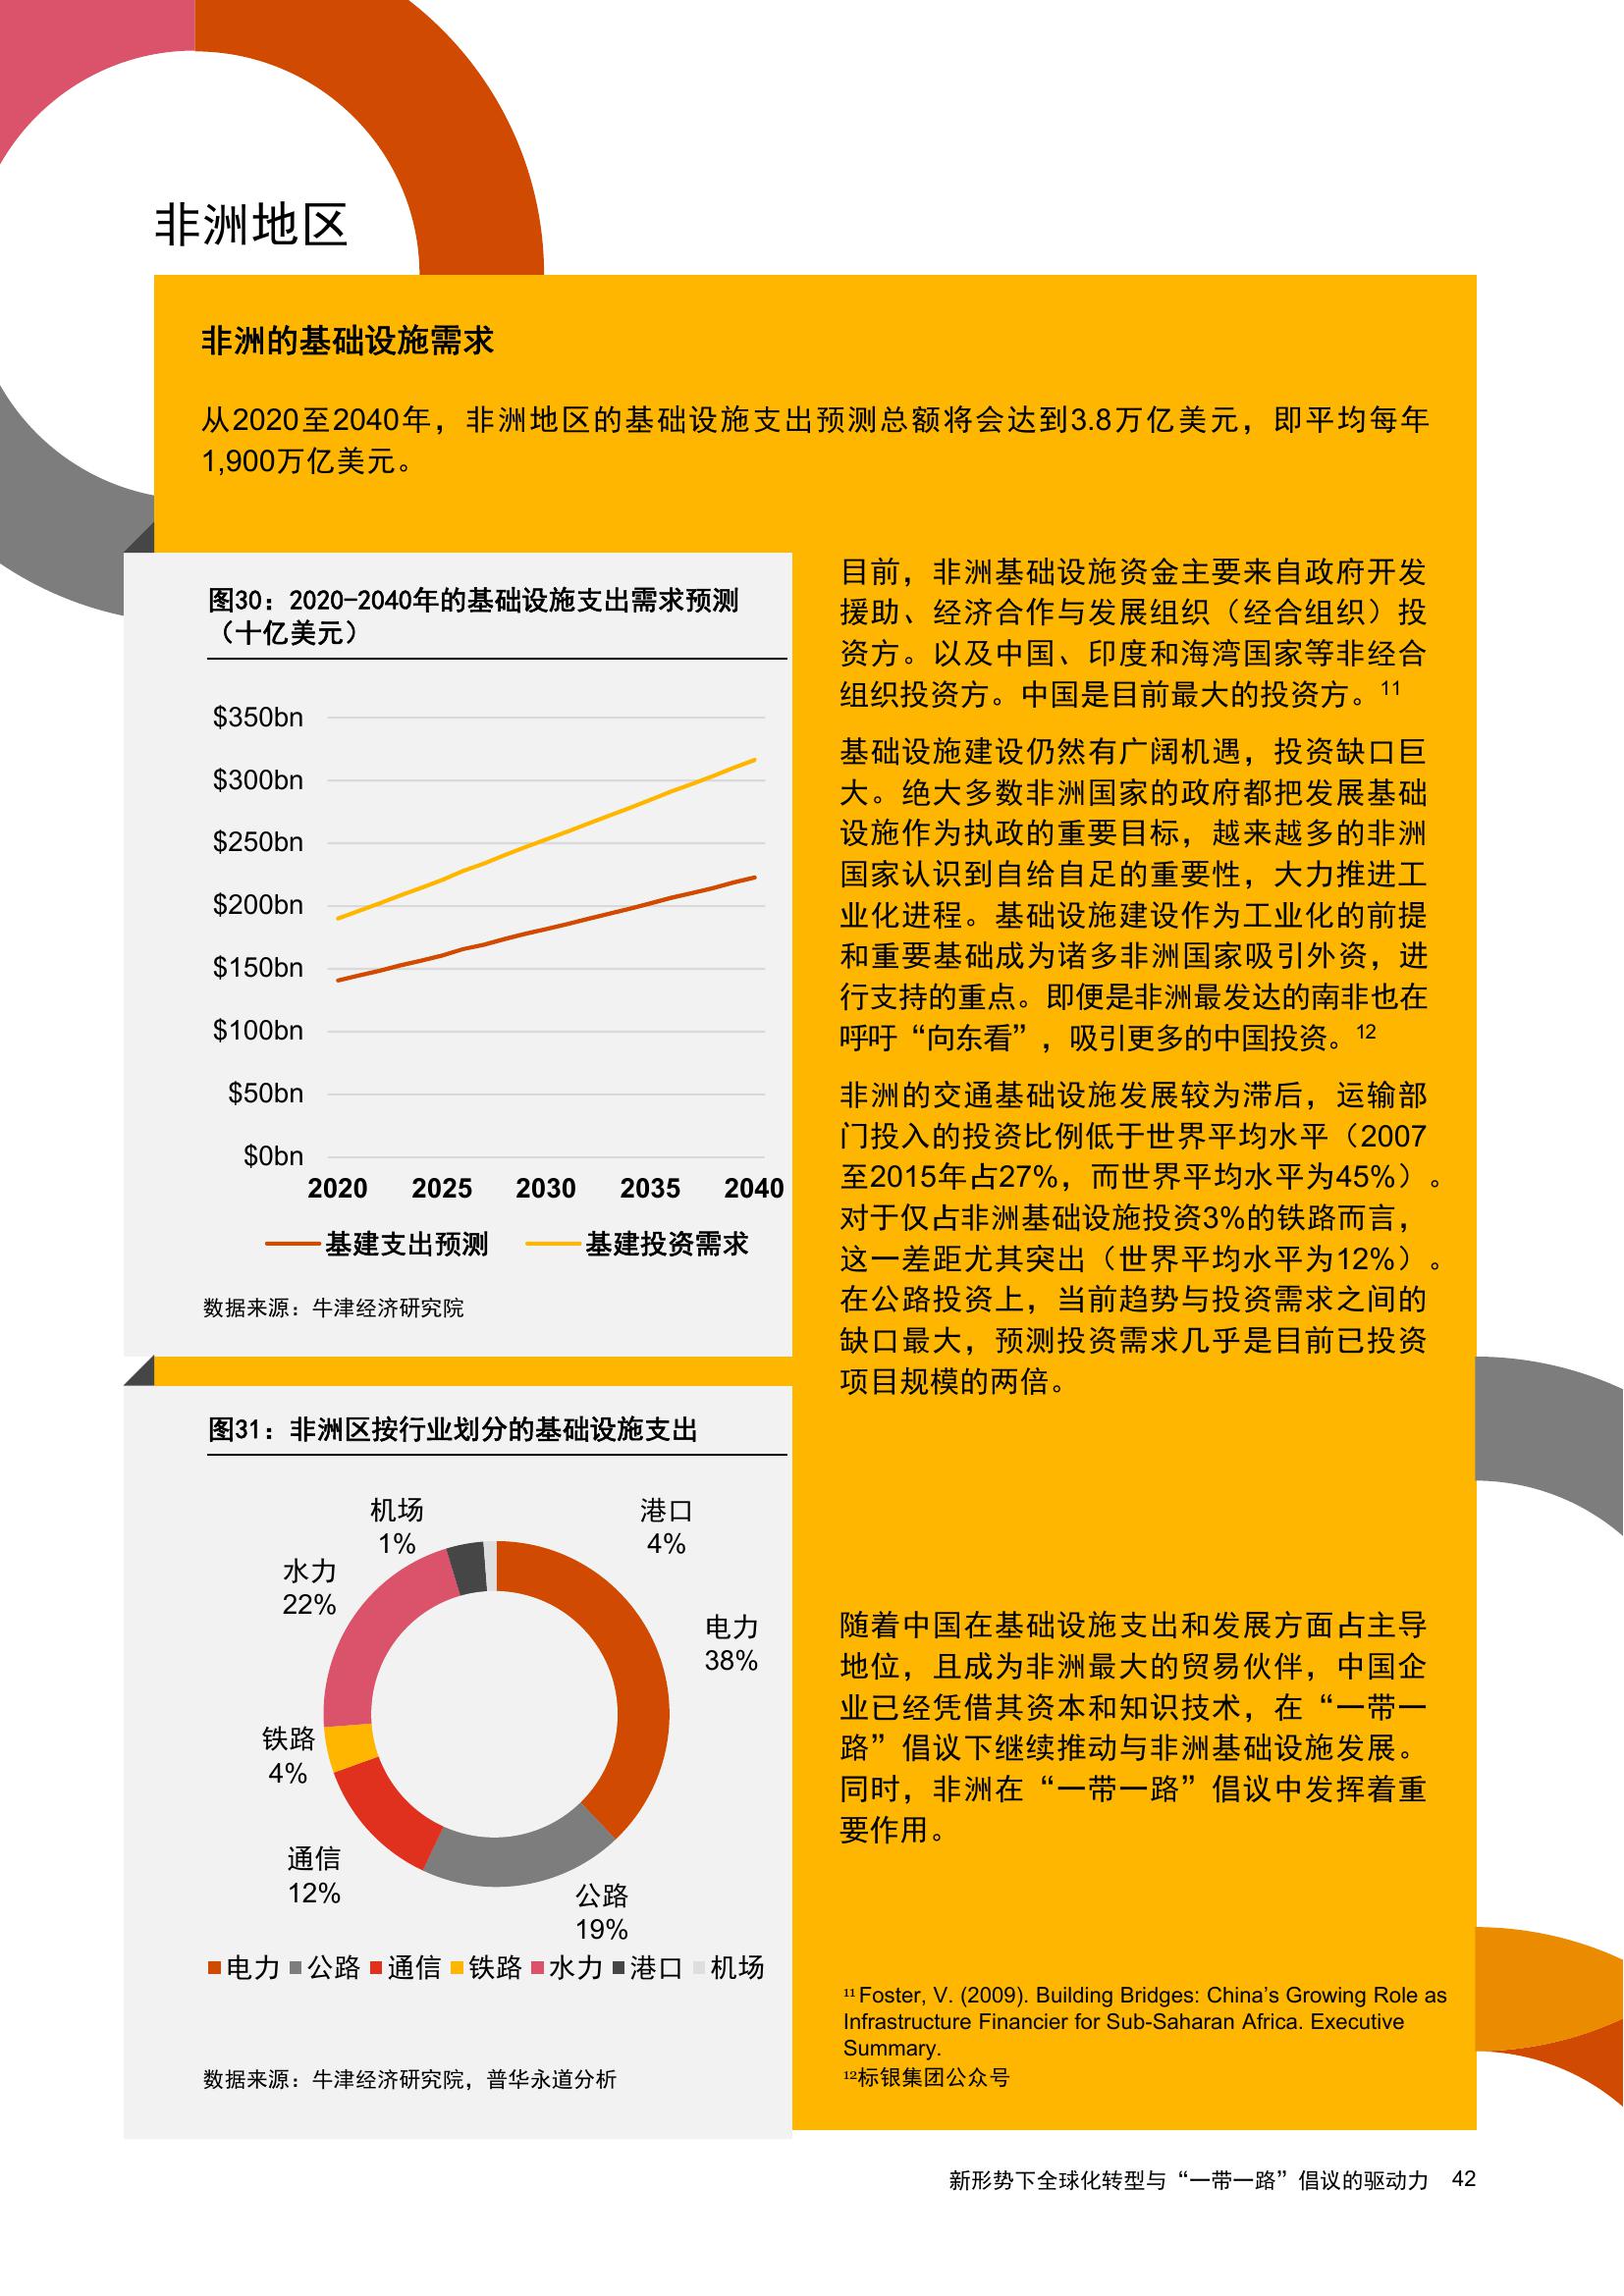 非洲地区
非洲的基础设施需求
从2020至2040年，非洲地区的基础设施支出预测总额将会达到3.8万亿美元，即平均每年
1,900万亿美元。
图30：2020-2040年的基础设施支出需求预测
（十亿美元）
$350bn
$300bn
$250bn
$200bn
$150bn
$100bn
$50bn
$0bn
2020 2025 2030 2035 2040
基建支出预测 基建投资需求
数据来源：牛津经济研究院
图31：非洲区按行业划分的基础设施支出
机场
1%
港口
4%
水力
22%
电力
38%
铁路
4%
通信
12%
公路
19%
电力 公路 通信 铁路 水力 港口 机场
数据来源：牛津经济研究院，普华永道分析
目前，非洲基础设施资金主要来自政府开发
援助、经济合作与发展组织（经合组织）投
资方。以及中国、印度和海湾国家等非经合
组织投资方。中国是目前最大的投资方。11
基础设施建设仍然有广阔机遇，投资缺口巨
大。绝大多数非洲国家的政府都把发展基础
设施作为执政的重要目标，越来越多的非洲
国家认识到自给自足的重要性，大力推进工
业化进程。基础设施建设作为工业化的前提
和重要基础成为诸多非洲国家吸引外资，进
行支持的重点。即便是非洲最发达的南非也在
呼吁“向东看”，吸引更多的中国投资。12
非洲的交通基础设施发展较为滞后，运输部
门投入的投资比例低于世界平均水平（2007
至2015年占27%，而世界平均水平为45%）。
对于仅占非洲基础设施投资3%的铁路而言，
这一差距尤其突出（世界平均水平为12%）。
在公路投资上，当前趋势与投资需求之间的
缺口最大，预测投资需求几乎是目前已投资
项目规模的两倍。
随着中国在基础设施支出和发展方面占主导
地位，且成为非洲最大的贸易伙伴，中国企
业已经凭借其资本和知识技术，在“一带一
路”倡议下继续推动与非洲基础设施发展。
同时，非洲在“一带一路”倡议中发挥着重
要作用。
11 Foster, V. (2009). Building Bridges: China’s Growing Role as
Infrastructure Financier for Sub-Saharan Africa. Executive
Summary.
12标银集团公众号
新形势下全球化转型与“一带一路”倡议的驱动力 42